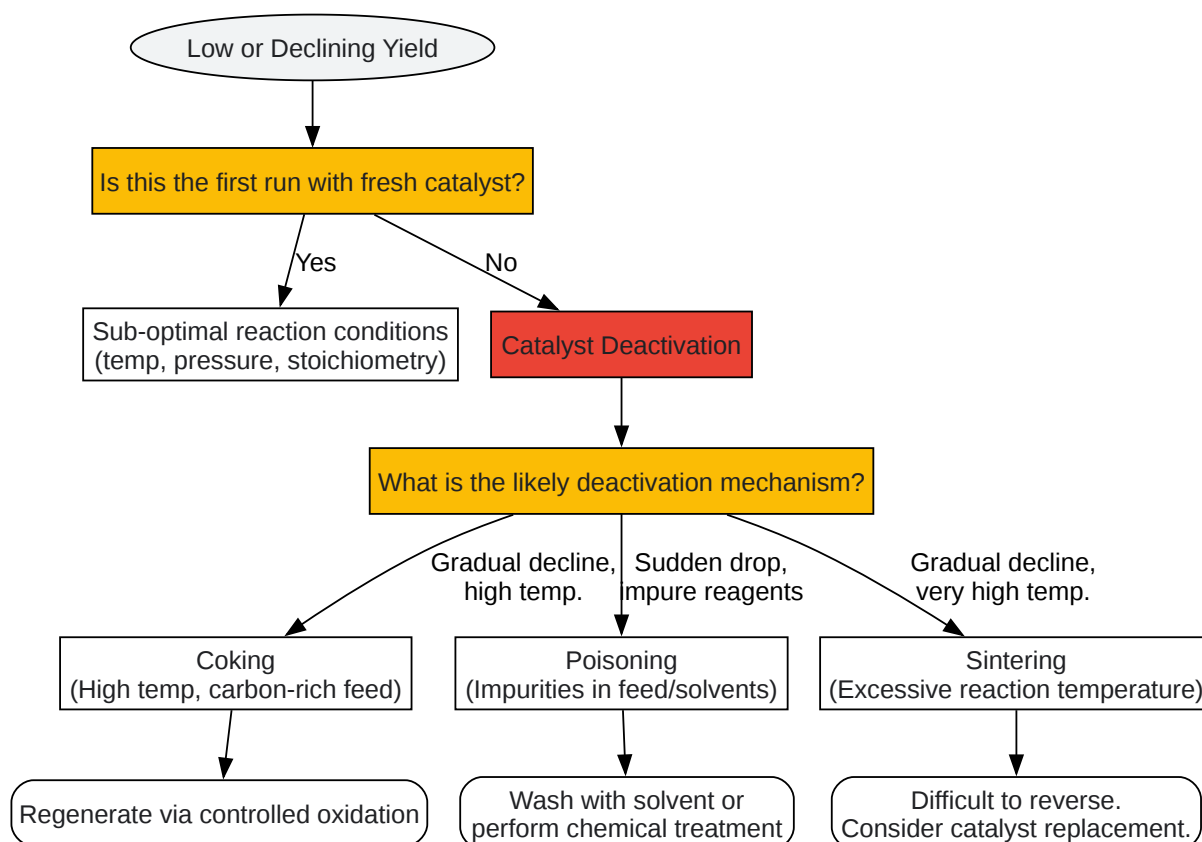 Low or Declining Yield
Is this the first run with fresh catalyst?
Yes
No
Sub-optimal reaction conditions
(temp, pressure, stoichiometry)
Catalyst Deactivation
What is the likely deactivation mechanism?
Gradual decline,
high temp.
Sudden drop,
impure reagents
Gradual decline,
very high temp.
Coking
(High temp, carbon-rich feed)
Poisoning
(Impurities in feed/solvents)
Sintering
(Excessive reaction temperature)
Regenerate via controlled oxidation
Wash with solvent or
perform chemical treatment
Difficult to reverse.
Consider catalyst replacement.